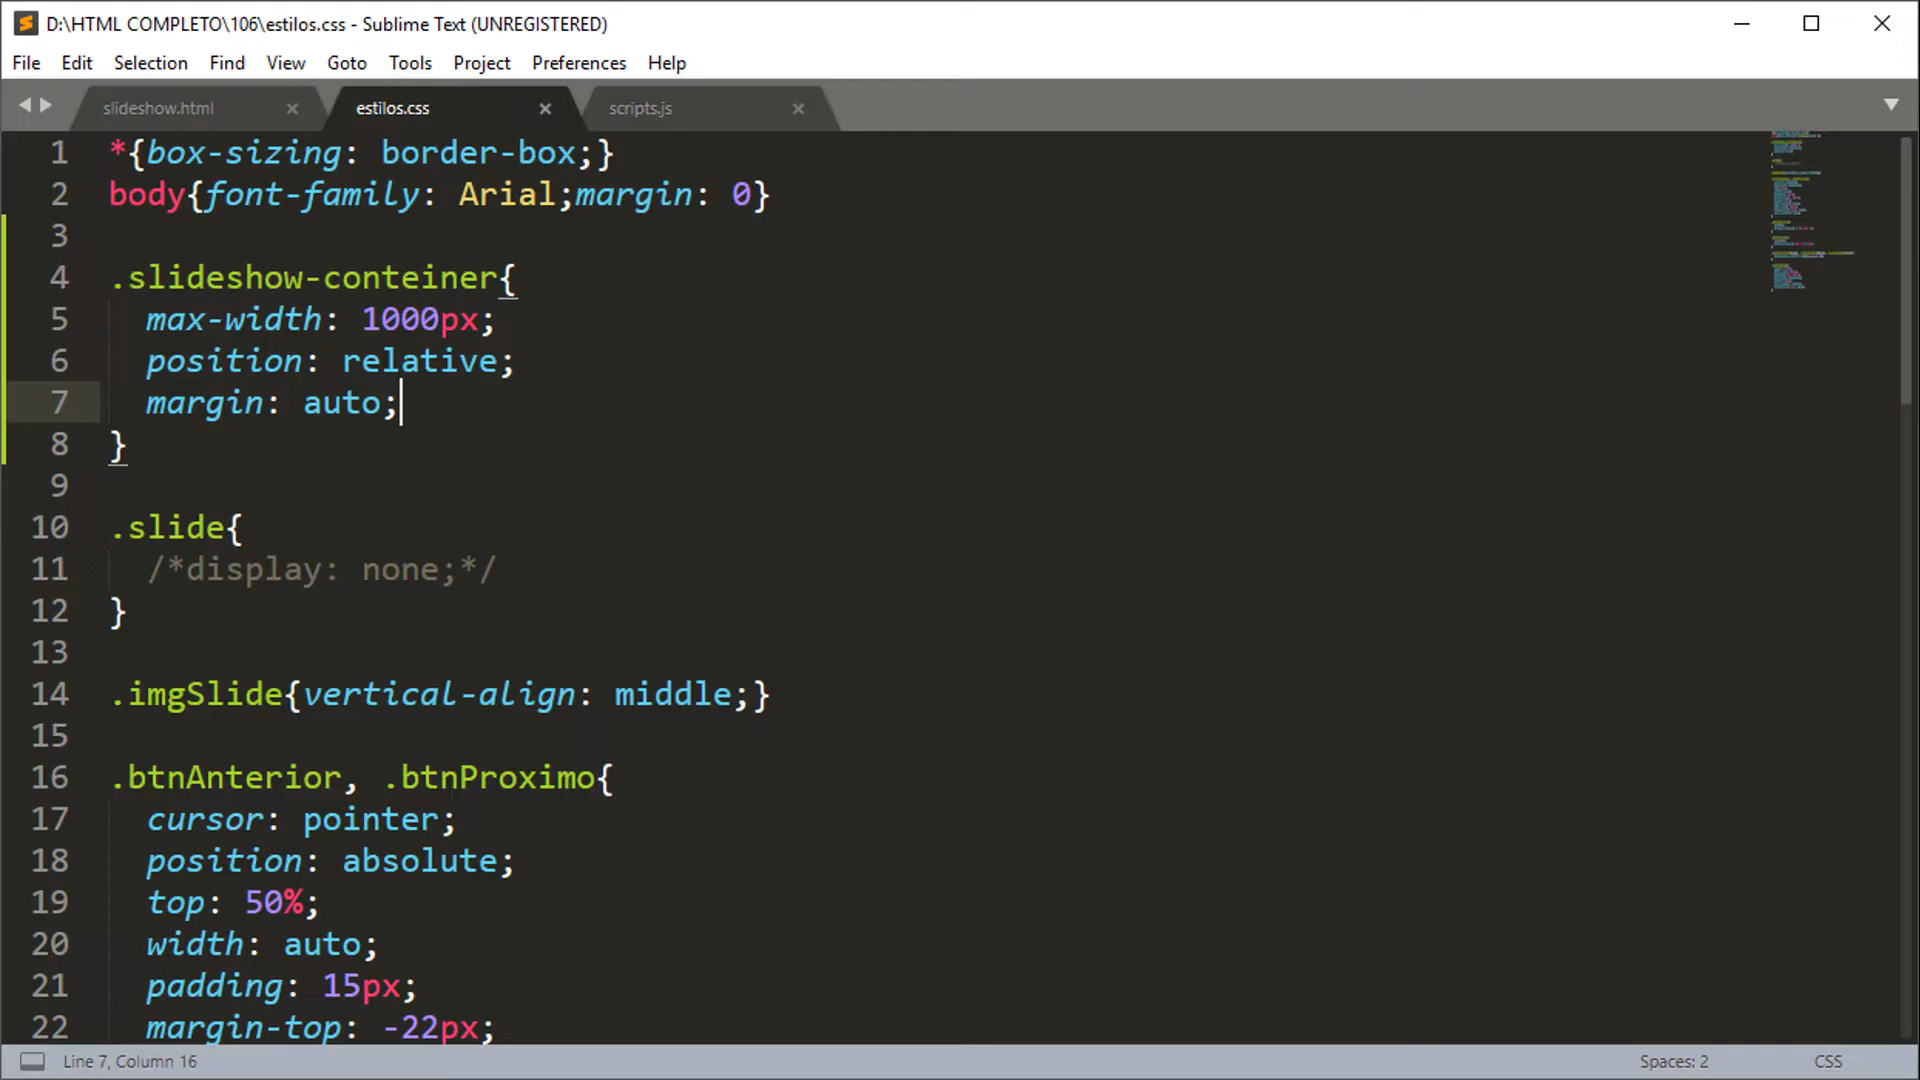 D:\HTML COMPLETO\106\estilos.css - Sublime Text (UNREGISTERED)
File Edit Selection Find View Goto Tools Project Preferences Help
slideshow.html estilos.css scripts.js
1 *{box-sizing: border-box;}
2 body{font-family: Arial;margin: 0}
3
4 .slideshow-conteiner{
5 max-width: 1000px;
6 position: relative;
7 margin: auto;
8 }
9
10 .slide{
11 /*display: none;*/
12 }
13
14 .imgSlide{vertical-align: middle;}
15
16 .btnAnterior, .btnProximo{
17 cursor: pointer;
18 position: absolute;
19 top: 50%;
20 width: auto;
21 padding: 15px;
22 margin-top: -22px;
Line 7, Column 16 Spaces: 2 CSS